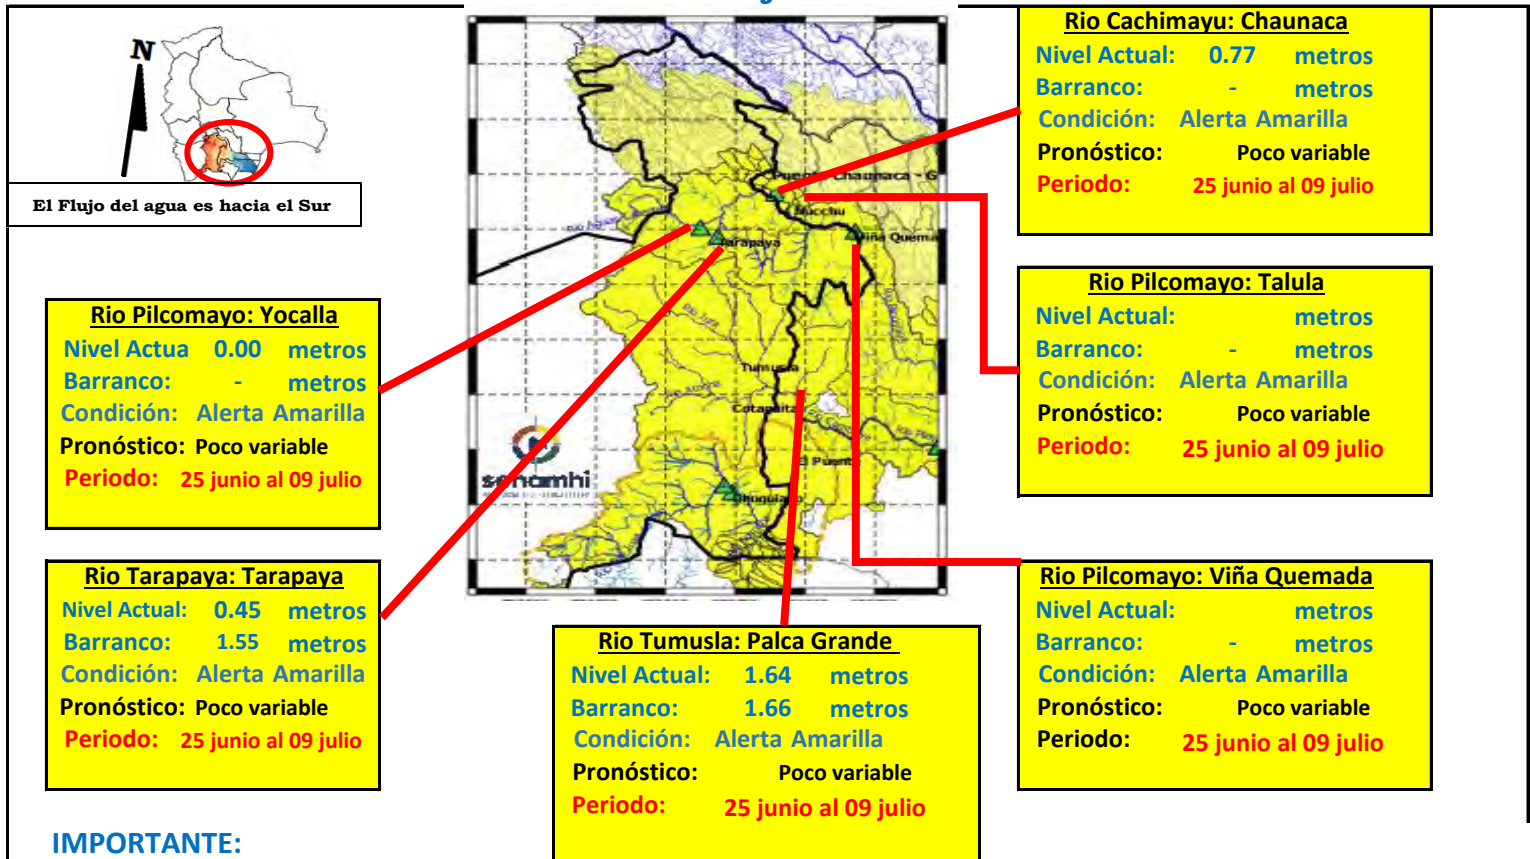 N
El Flujo del agua es hacia el Sur
Rio Pilcomayo: Yocalla
Nivel Actua 0.00 metros
Barranco: - metros
Condición: Alerta Amarilla
Pronóstico: Poco variable
Periodo: 25 junio al 09 julio
Rio Tarapaya: Tarapaya
Nivel Actual: 0.45 metros
Barranco: 1.55 metros
Condición: Alerta Amarilla
Pronóstico: Poco variable
Periodo: 25 junio al 09 julio
Puente Chaunaca - G
Viña Quema
Tarapaya
Tumusla
Cotagaita
El Puente
senamhi
Rio Tumusla: Palca Grande
Nivel Actual: 1.64 metros
Barranco: 1.66 metros
Condición: Alerta Amarilla
Pronóstico: Poco variable
Periodo: 25 junio al 09 julio
Rio Cachimayu: Chaunaca
Nivel Actual: 0.77 metros
Barranco: - metros
Condición: Alerta Amarilla
Pronóstico: Poco variable
Periodo: 25 junio al 09 julio
Rio Pilcomayo: Talula
Nivel Actual: metros
Barranco: - metros
Condición: Alerta Amarilla
Pronóstico: Poco variable
Periodo: 25 junio al 09 julio
Rio Pilcomayo: Viña Quemada
Nivel Actual: metros
Barranco: - metros
Condición: Alerta Amarilla
Pronóstico: Poco variable
Periodo: 25 junio al 09 julio
IMPORTANTE: